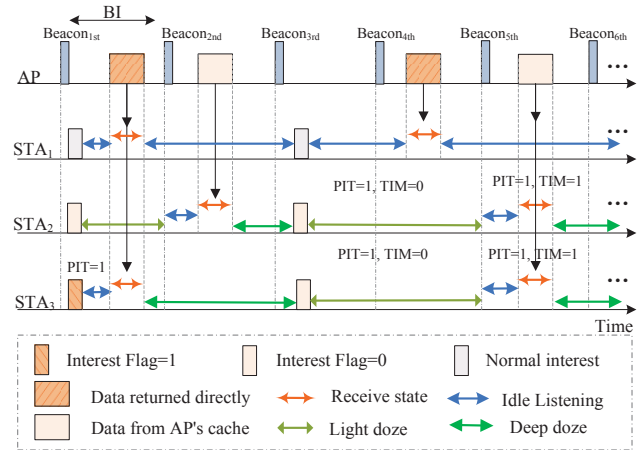 BI
Beacon1st Beacon2nd Beacon3rd Beacon4th Beacon5th Beacon6th
AP ...
STA1 ...
PIT=1, TIM=0 PIT=1, TIM=1
STA2 ...
PIT=1 PIT=1, TIM=0 PIT=1, TIM=1
STA3 ...
Time
Interest Flag=1 Interest Flag=0 Normal interest
Data returned directly Receive state Idle Listening
Data from AP's cache Light doze Deep doze